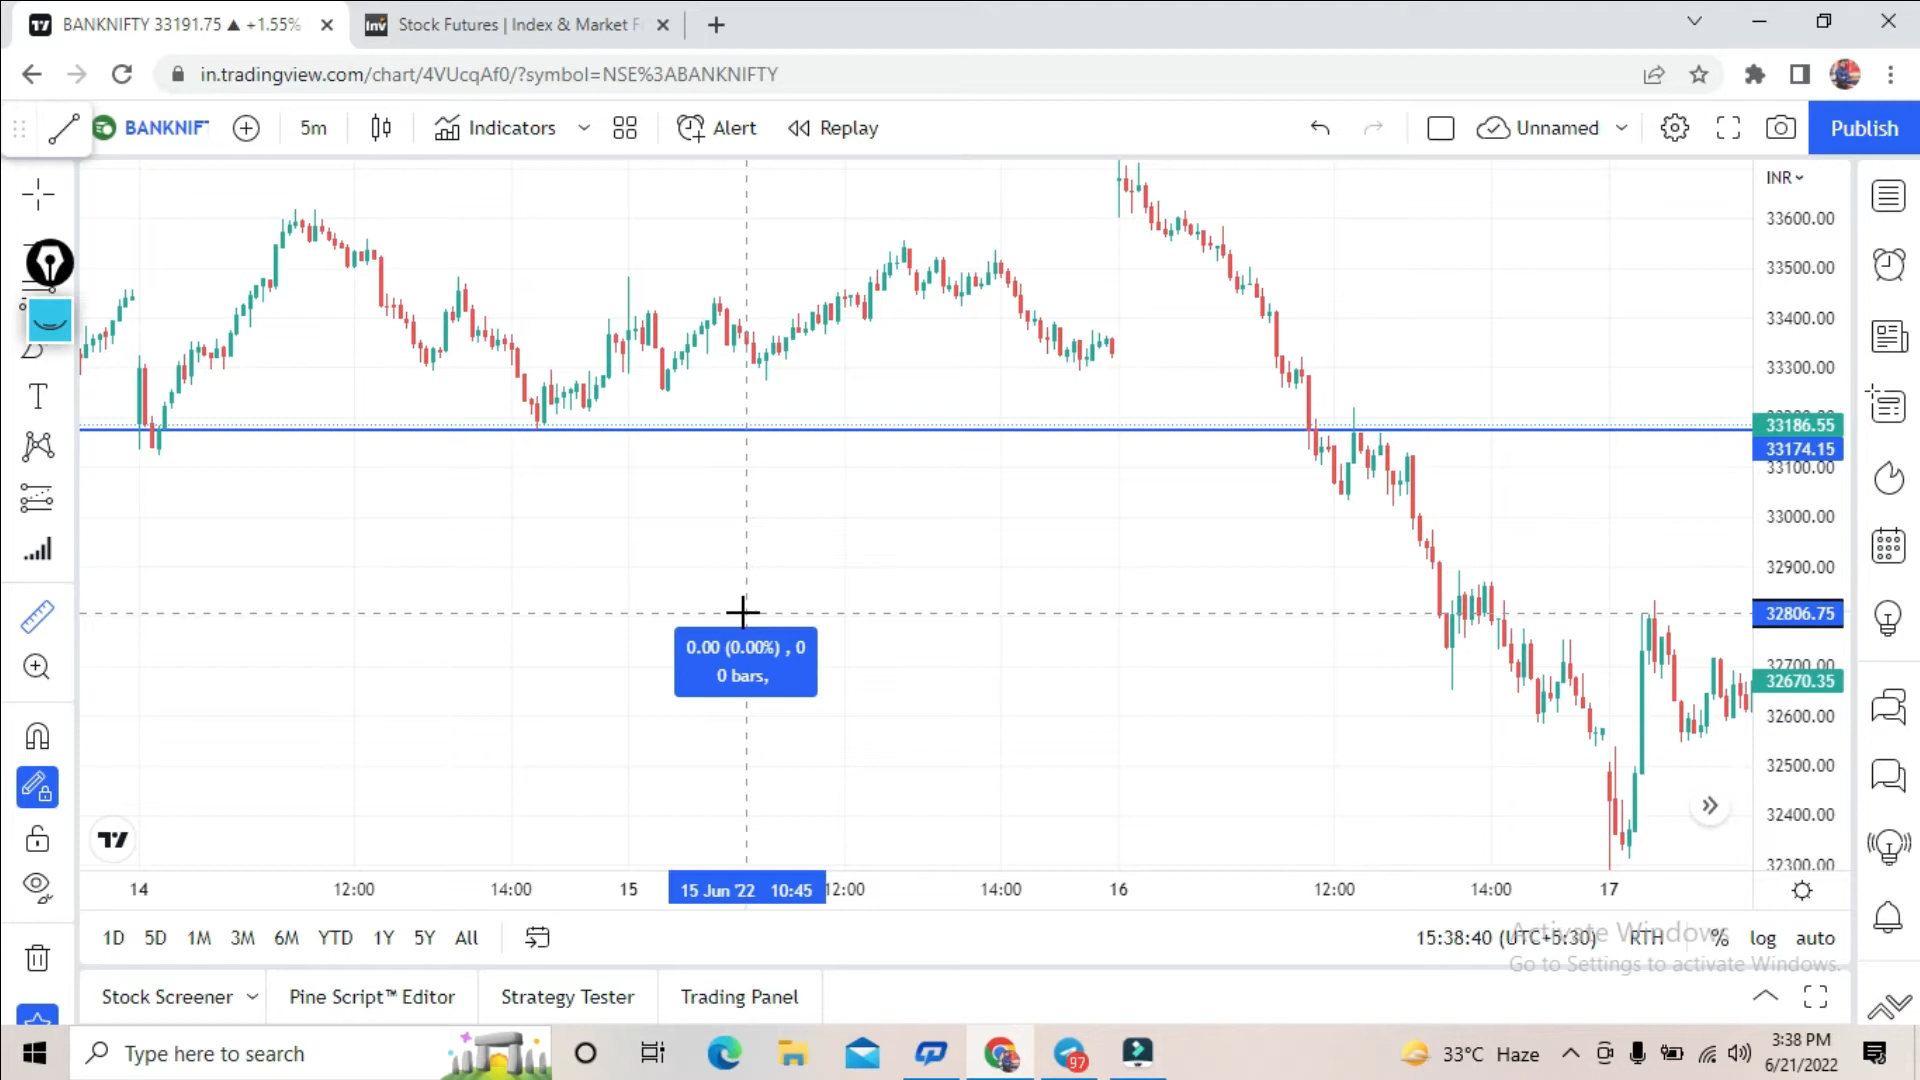 BANKNIFTY 33191.75 ▲ +1.55%
Stock Futures | Index & Market F
in.tradingview.com/chart/4VUcqAf0/?symbol=NSE%3ABANKNIFTY
BANKNIF
5m
Indicators
Alert
Replay
Unnamed
Publish
INR
33600.00
33500.00
33400.00
33300.00
33186.55
33174.15
33100.00
33000.00
32900.00
32806.75
32700.00
32670.35
32600.00
32500.00
32400.00
32300.00
0.00 (0.00%) , 0
0 bars,
14
12:00
14:00
15
15 Jun '22 10:45
12:00
14:00
16
12:00
14:00
17
1D 5D 1M 3M 6M YTD 1Y 5Y All
15:38:40 (UTC+5:30) RTH % log auto
Activate Windows
Go to Settings to activate Windows.
Stock Screener
Pine Script™ Editor
Strategy Tester
Trading Panel
Type here to search
97
33°C Haze
3:38 PM
6/21/2022